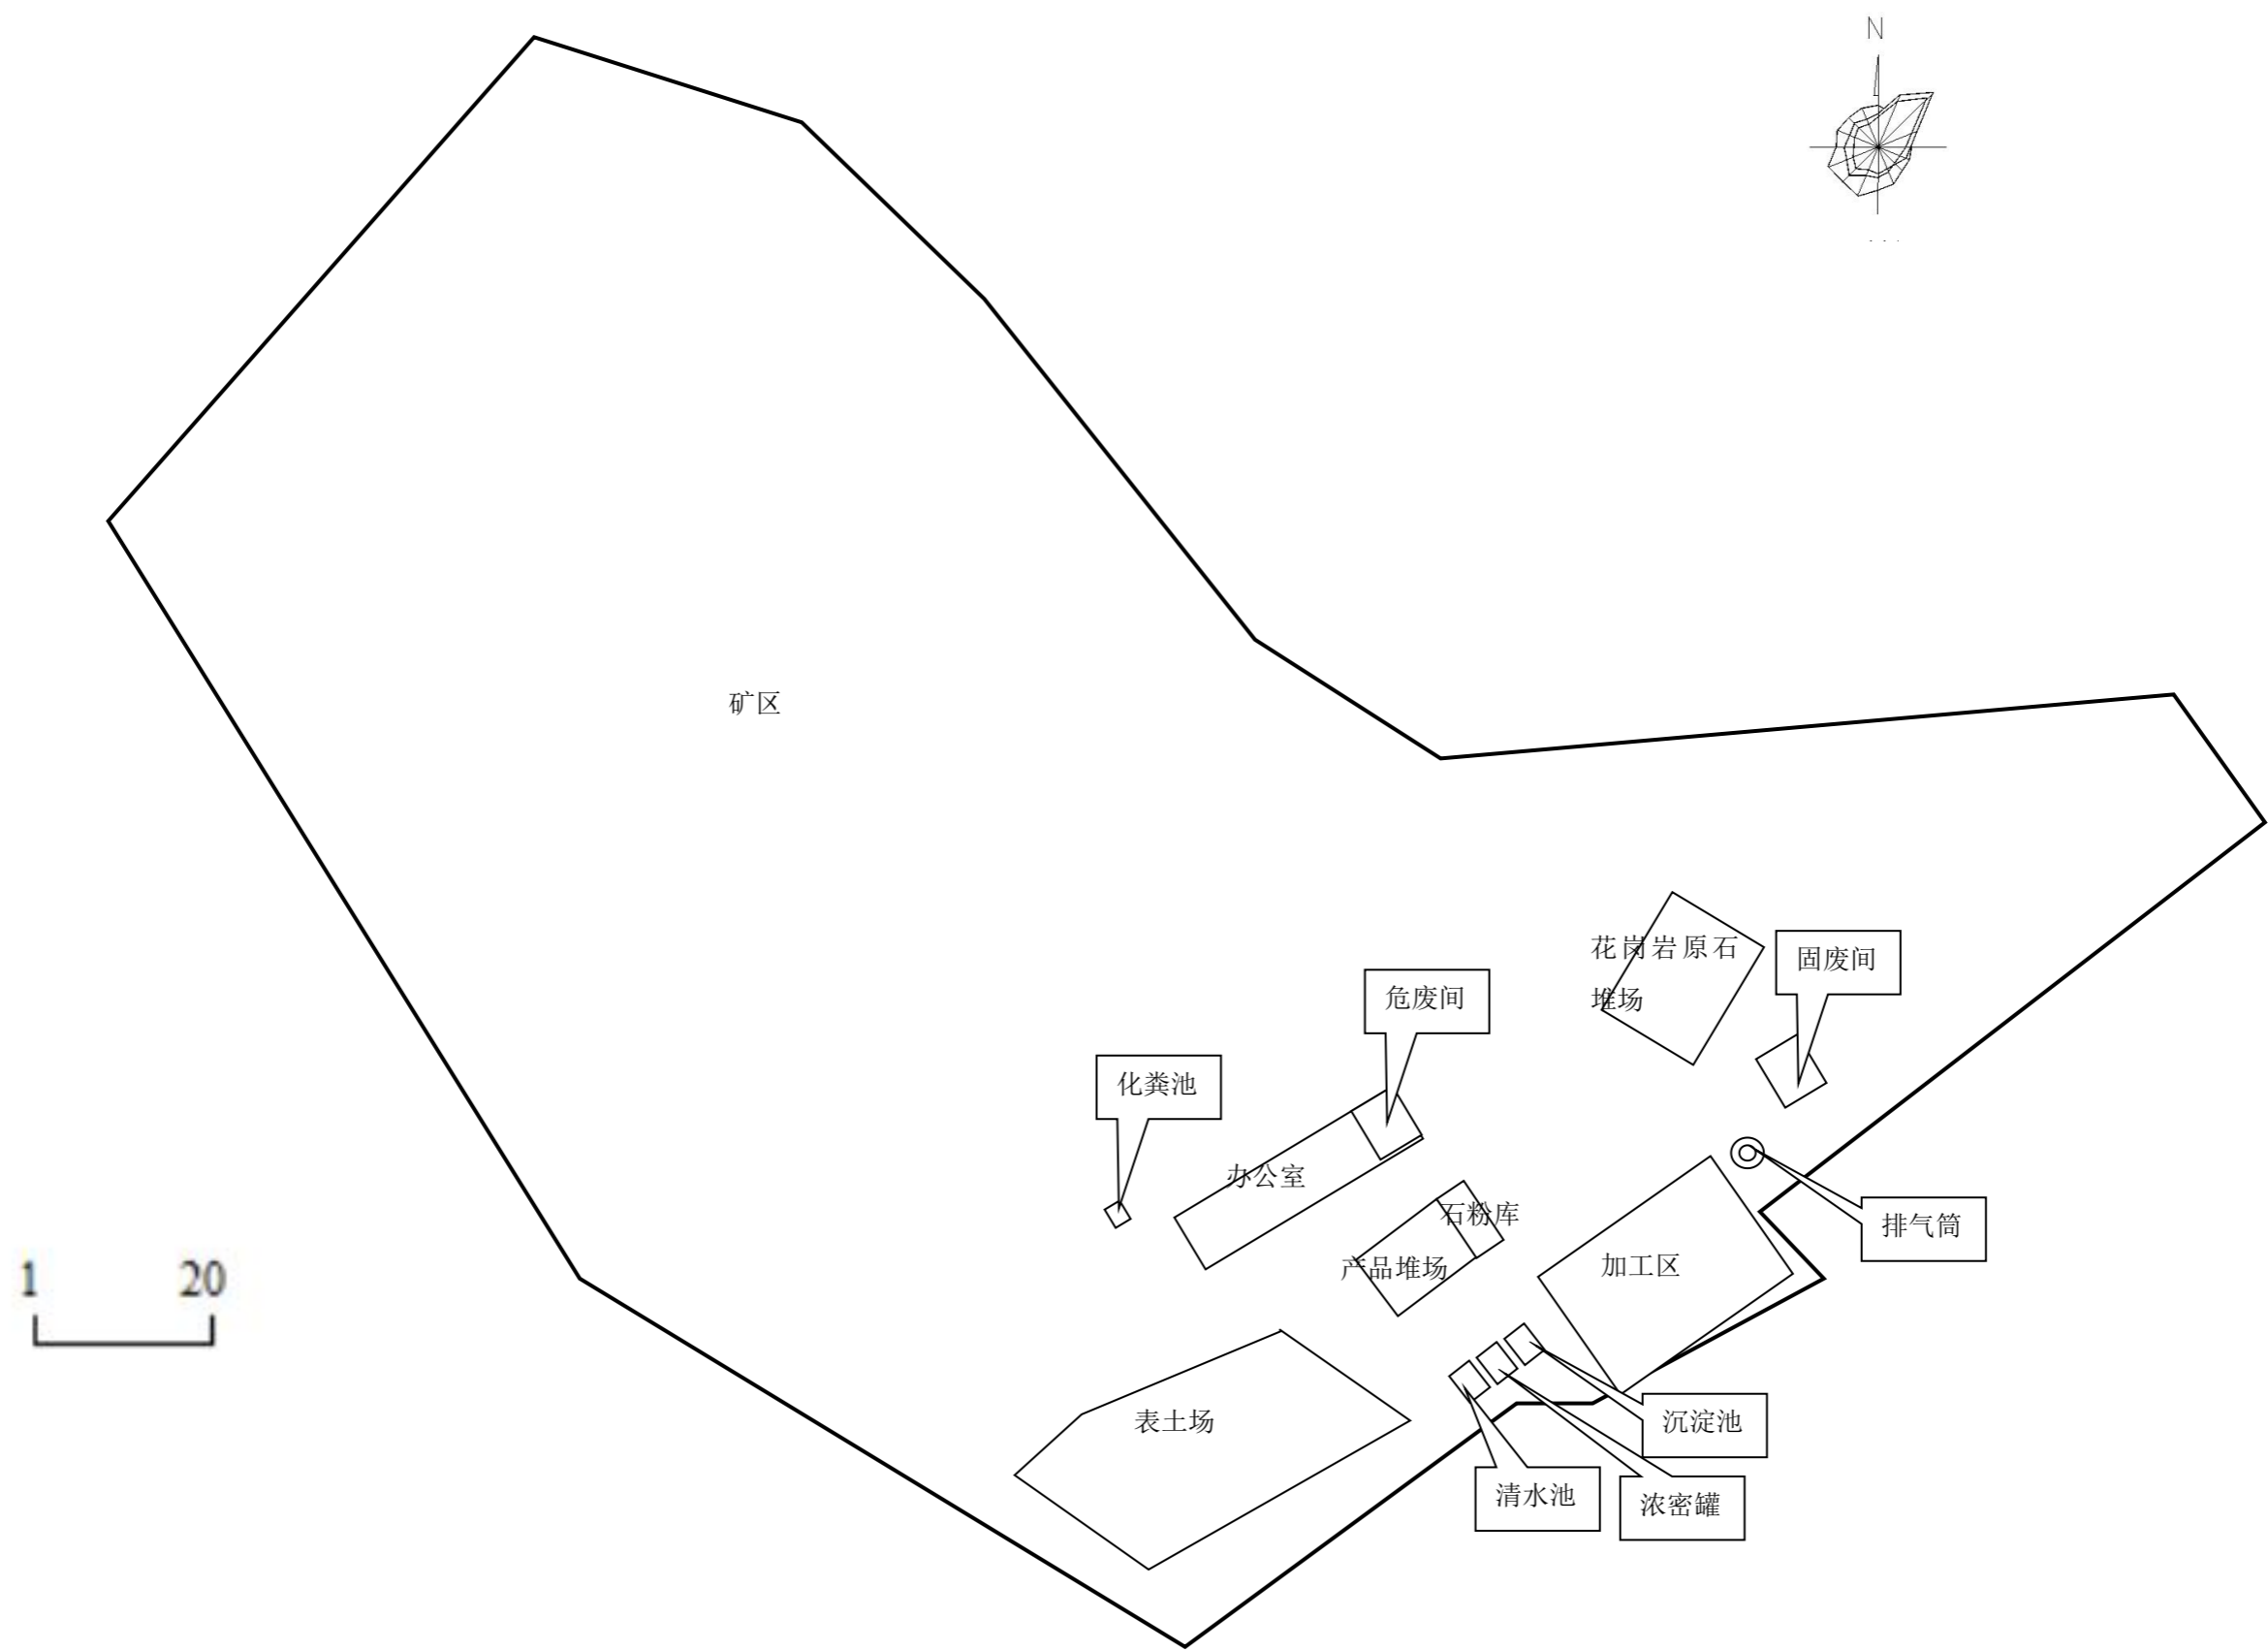 N
矿区
花岗岩原石
堆场
固废间
危废间
化粪池
办公室
石粉库
产品堆场
加工区
排气筒
表土场
沉淀池
清水池
浓密罐
1 20